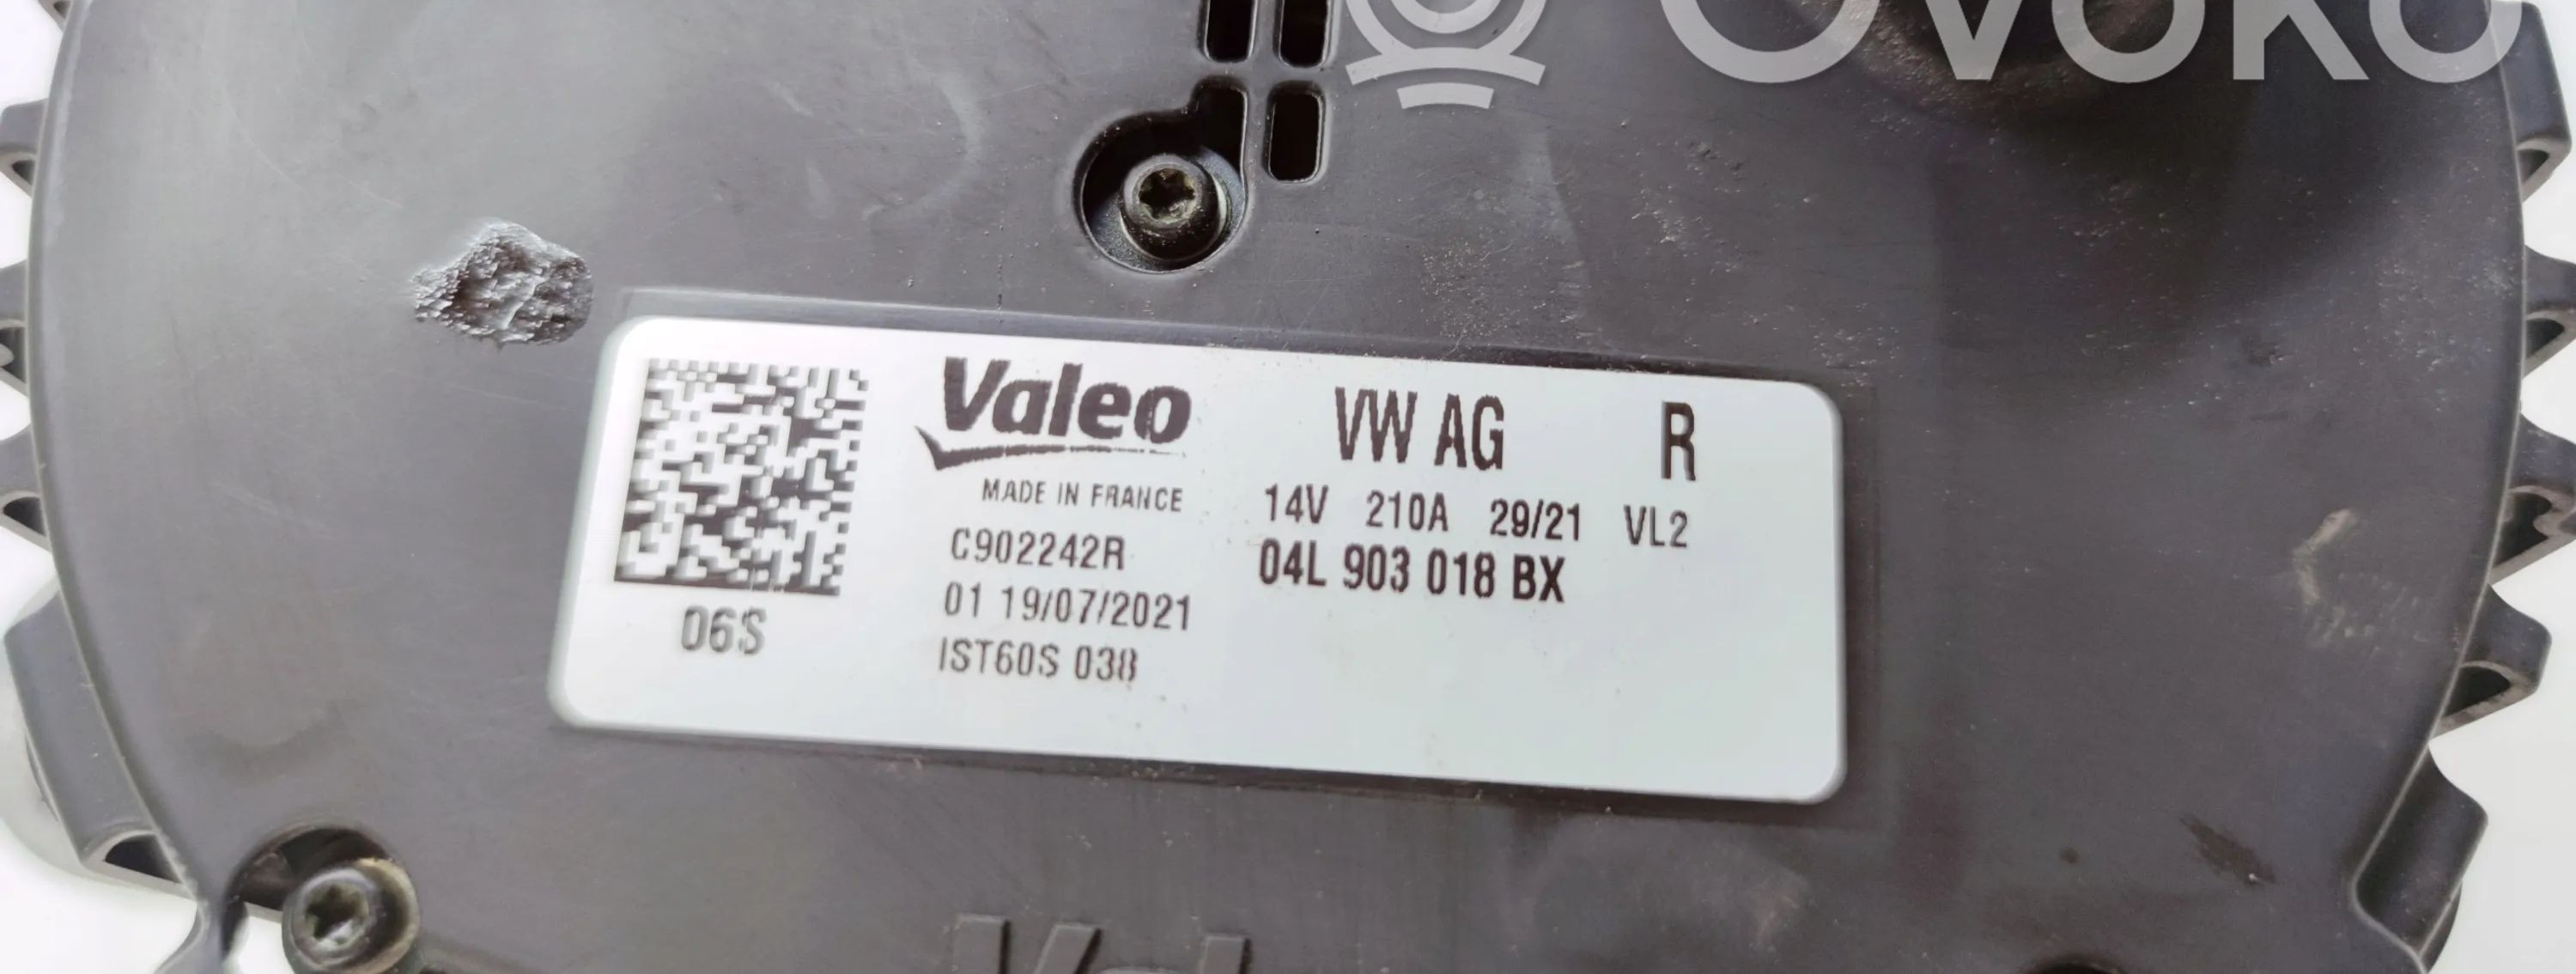 Ovoko
Valeo
MADE IN FRANCE
C902242R
01 19/07/2021
IST60S 038
06S
VW AG R
14V 210A 29/21 VL2
04L 903 018 BX